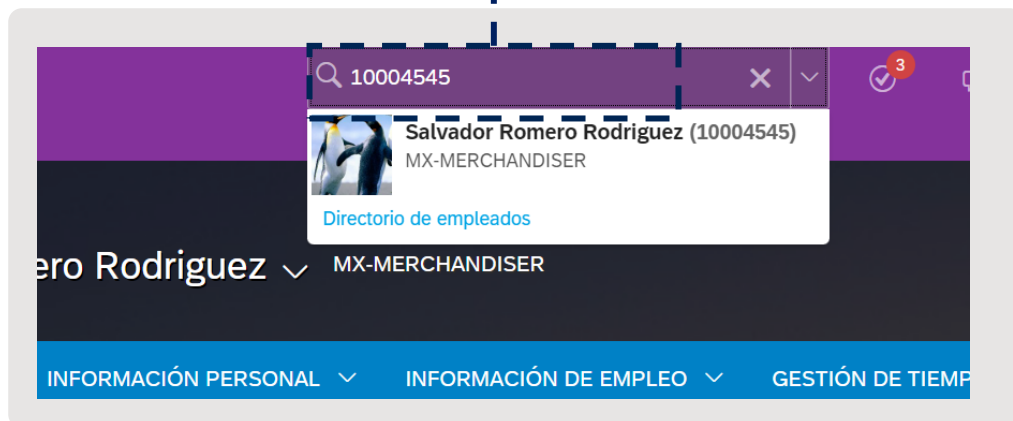 10004545
3
Salvador Romero Rodriguez (10004545)
MX-MERCHANDISER
Directorio de empleados
ero Rodriguez MX-MERCHANDISER
INFORMACIÓN PERSONAL INFORMACIÓN DE EMPLEO GESTIÓN DE TIEMP